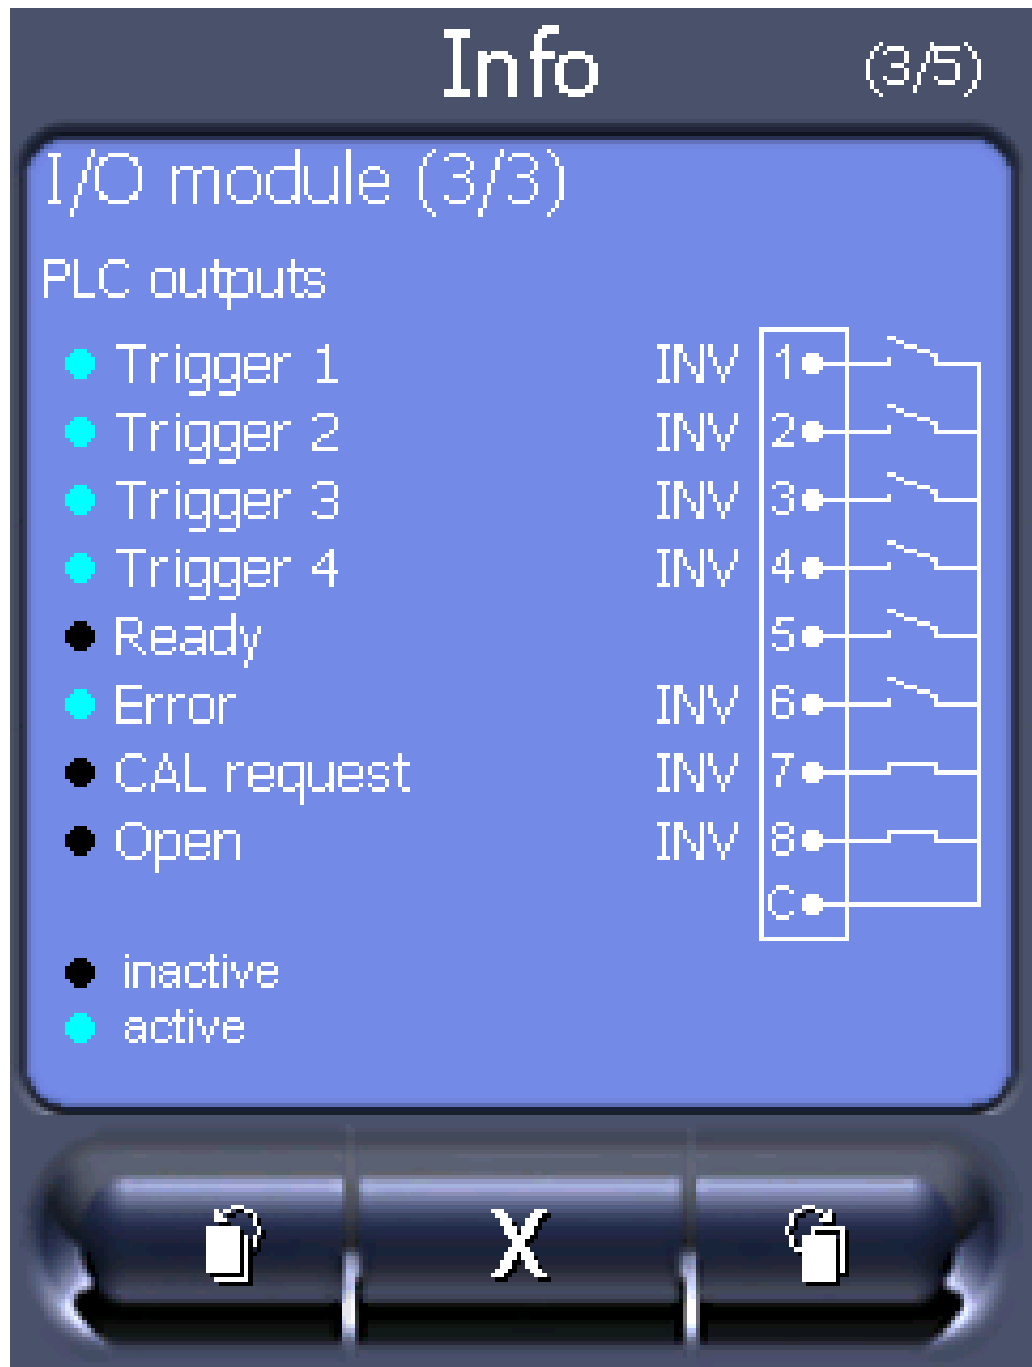 Info (3/5)
I/O module (3/3)
PLC outputs
Trigger 1 INV 1
Trigger 2 INV 2
Trigger 3 INV 3
Trigger 4 INV 4
Ready 5
Error INV 6
CAL request INV 7
Open INV 8
C
inactive
active
X